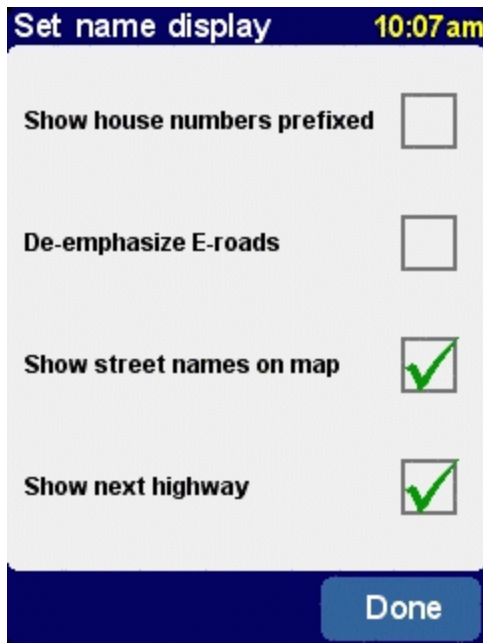 Set name display 10:07am
Show house numbers prefixed
De-emphasize E-roads
Show street names on map
Show next highway
Done